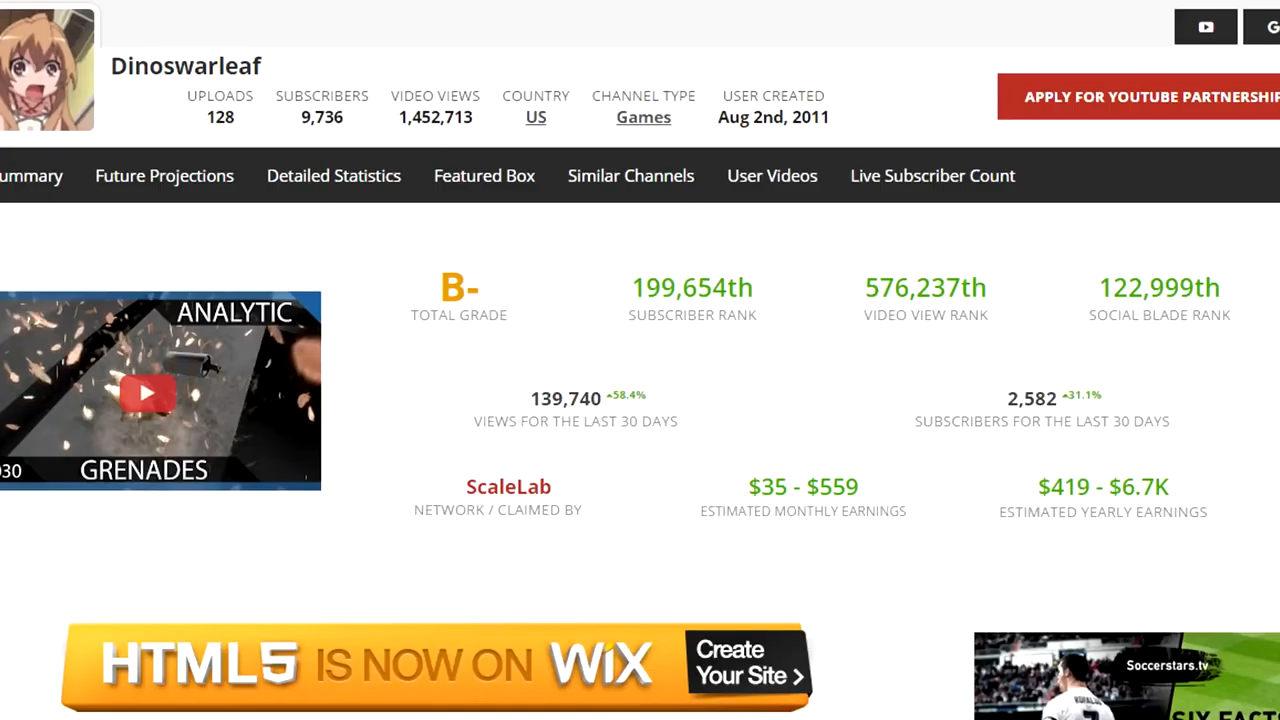 G
Dinoswarleaf
UPLOADS SUBSCRIBERS VIDEO VIEWS COUNTRY CHANNEL TYPE USER CREATED
128 9,736 1,452,713 US Games Aug 2nd, 2011
APPLY FOR YOUTUBE PARTNERSHIP
ummary Future Projections Detailed Statistics Featured Box Similar Channels User Videos Live Subscriber Count
ANALYTIC
030 GRENADES
B- 199,654th 576,237th 122,999th
TOTAL GRADE SUBSCRIBER RANK VIDEO VIEW RANK SOCIAL BLADE RANK
139,740 58.4% 2,582 31.1%
VIEWS FOR THE LAST 30 DAYS SUBSCRIBERS FOR THE LAST 30 DAYS
ScaleLab $35 - $559 $419 - $6.7K
NETWORK / CLAIMED BY ESTIMATED MONTHLY EARNINGS ESTIMATED YEARLY EARNINGS
HTML5 IS NOW ON WiX
Create
Your Site >
Soccerstars.tv
RONALDO
7
SIX FACT